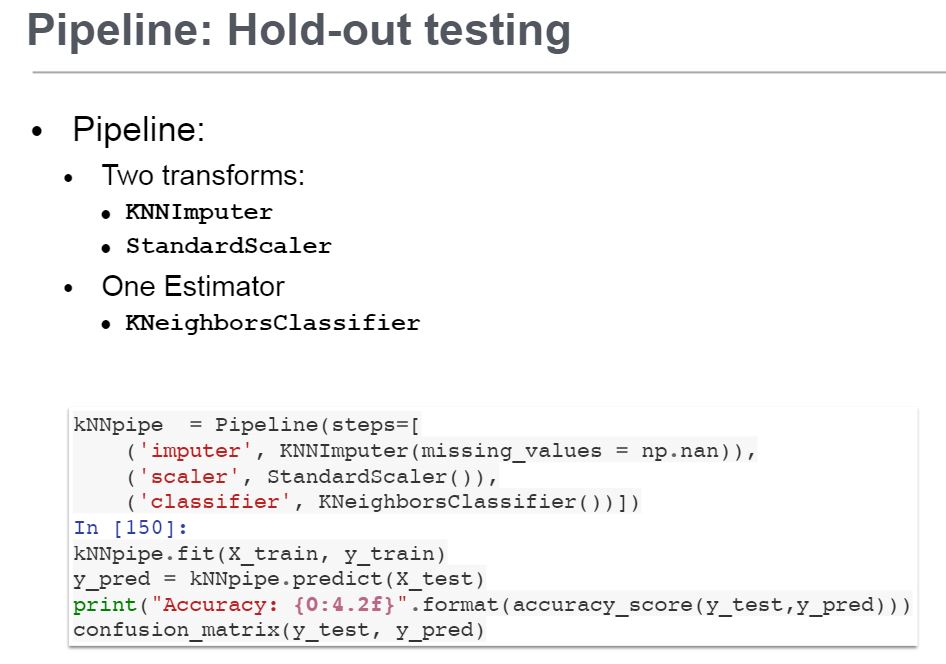 Pipeline: Hold-out testing
• Pipeline:
• Two transforms:
• KNNImputer
• StandardScaler
• One Estimator
• KNeighborsClassifier
kNNpipe  = Pipeline(steps=[
    ('imputer', KNNImputer(missing_values = np.nan)),
    ('scaler', StandardScaler()),
    ('classifier', KNeighborsClassifier())])
In [150]:
kNNpipe.fit(X_train, y_train)
y_pred = kNNpipe.predict(X_test)
print("Accuracy: {0:4.2f}".format(accuracy_score(y_test,y_pred)))
confusion_matrix(y_test, y_pred)